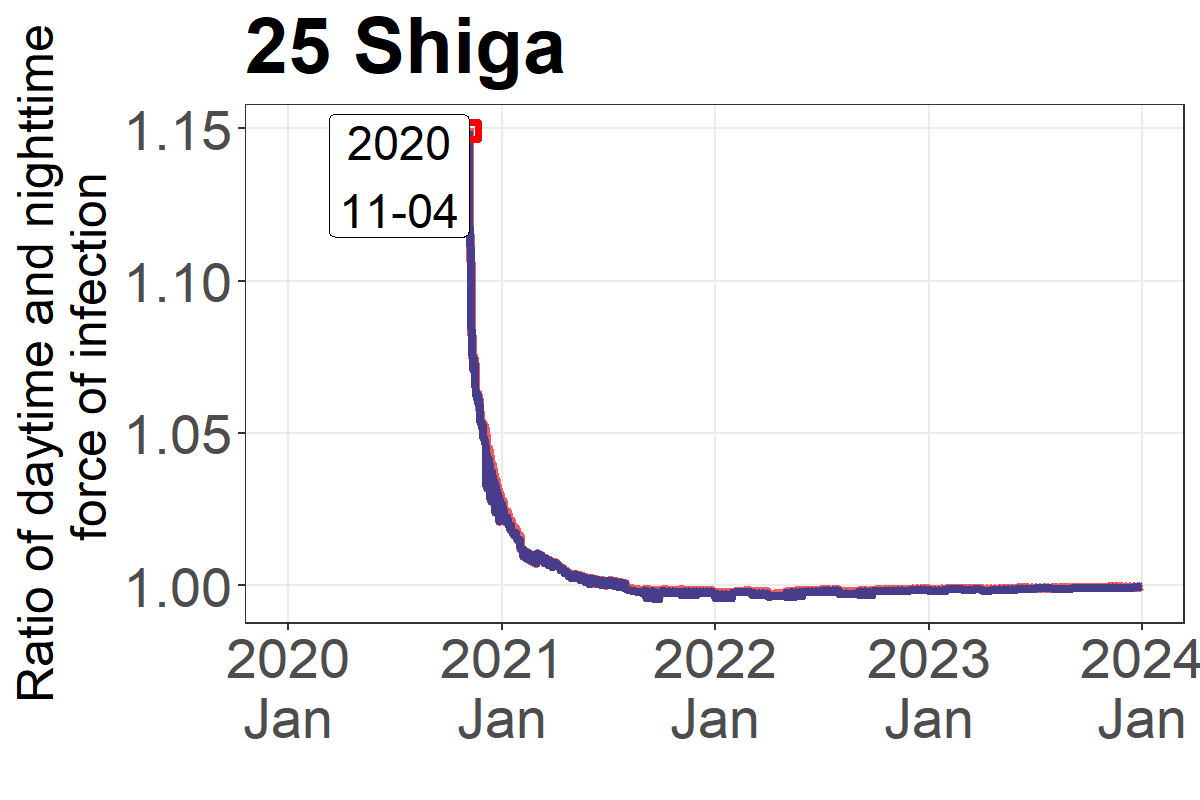 25 Shiga
Ratio of daytime and nighttime
force of infection
1.15
1.10
1.05
1.00
2020
11-04
2020 2021 2022 2023 2024
Jan Jan Jan Jan Jan